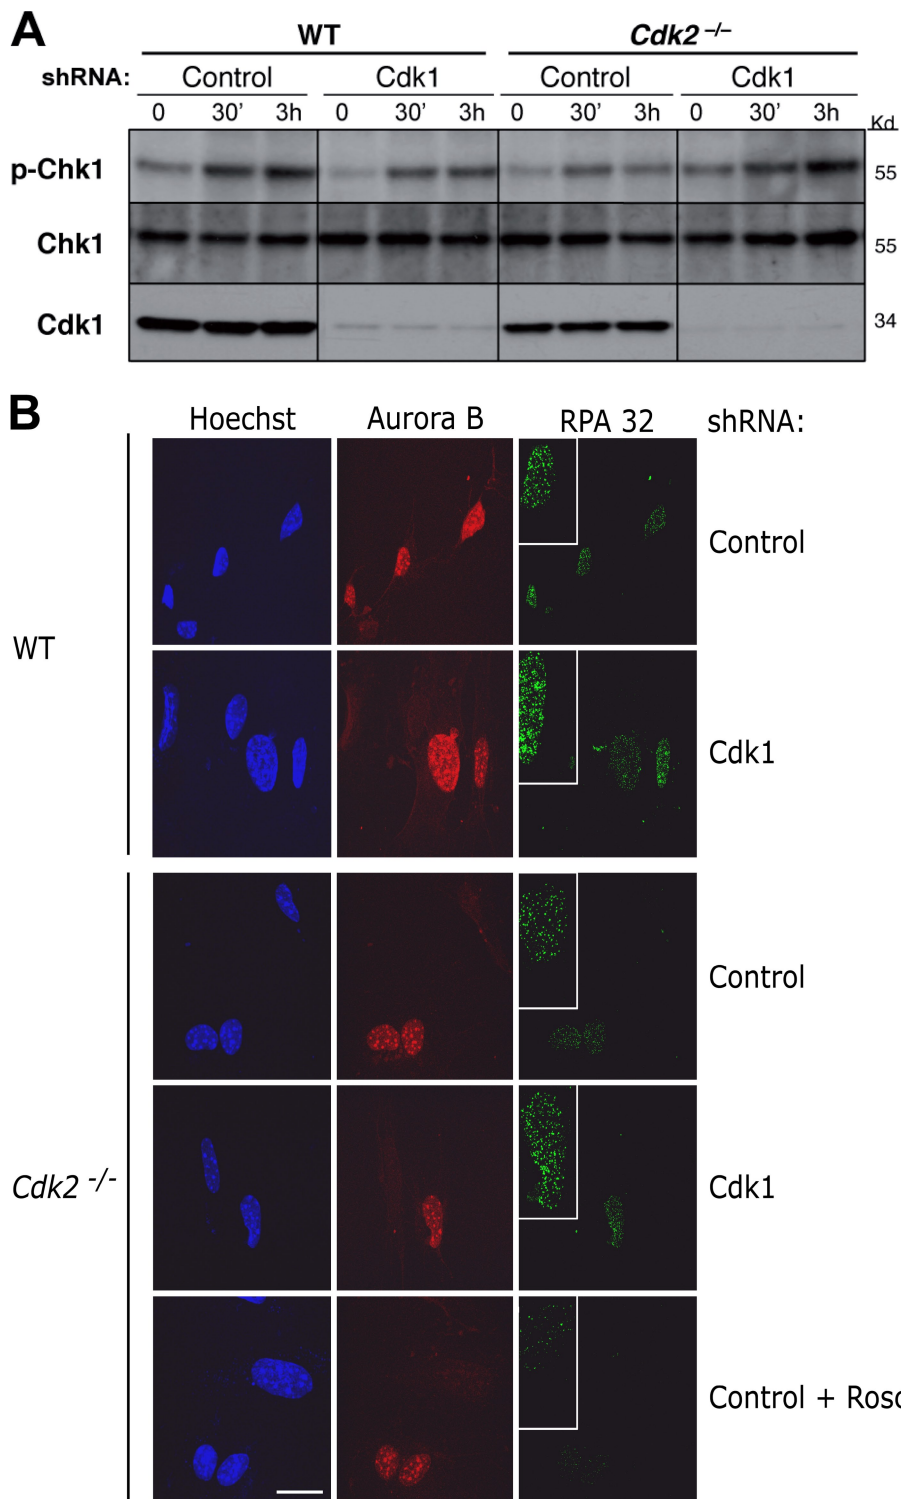 A
WT Cdk2 –/–
shRNA: Control Cdk1 Control Cdk1
0 30’ 3h 0 30’ 3h 0 30’ 3h 0 30’ 3h Kd
p-Chk1 55
Chk1 55
Cdk1 34
B
Hoechst Aurora B RPA 32 shRNA:
Control
WT
Cdk1
Control
Cdk2 -/- Cdk1
Control + Rosc